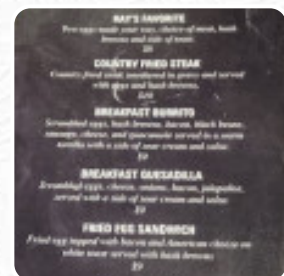 RAY'S FAVORITE
Two eggs made your way, choice of meat, hash
browns and side of toast.
COUNTRY FRIED STEAK
Country fried steak smothered in gravy and served
with eggs and hash browns.
BREAKFAST BURRITO
Scrambled eggs, hash browns, bacon, black beans,
sausage, cheese, and guacamole served in a warm
tortilla with a side of sour cream and salsa.
$9
BREAKFAST QUESADILLA
Scrambled eggs, cheese, onions, bacon, jalapeños,
served with a side of sour cream and salsa.
$9
FRIED EGG SANDWICH
Fried egg topped with bacon and American cheese on
white toast served with hash browns.
$9